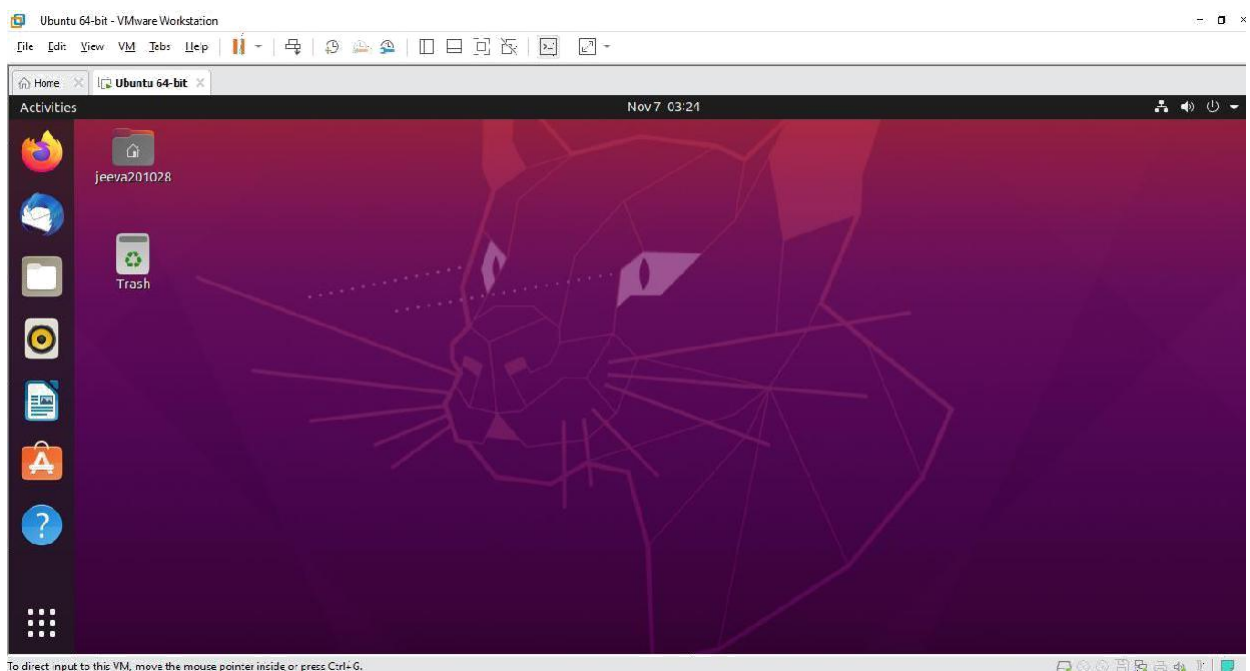 Ubuntu 64-bit - VMware Workstation
File Edit View VM Tabs Help
Home Ubuntu 64-bit
Activities Nov 7 03:24
jeeva201028
Trash
To direct input to this VM, move the mouse pointer inside or press Ctrl+G.